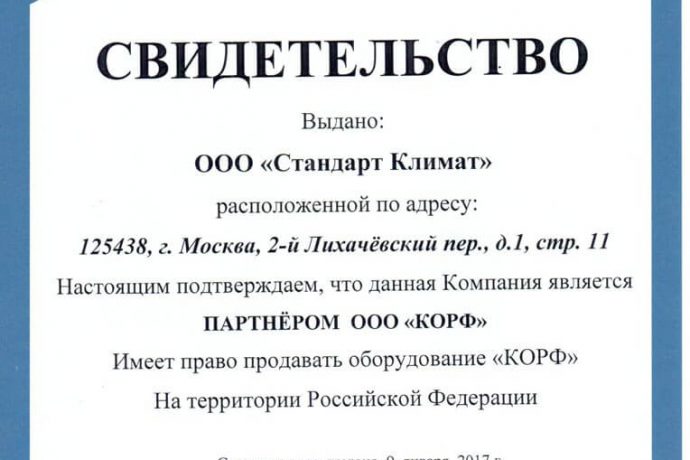 СВИДЕТЕЛЬСТВО
Выдано:
ООО «Стандарт Климат»
расположенной по адресу:
125438, г. Москва, 2-й Лихачёвский пер., д.1, стр. 11
Настоящим подтверждаем, что данная Компания является
ПАРТНЁРОМ ООО «КОРФ»
Имеет право продавать оборудование «КОРФ»
На территории Российской Федерации
9 января 2017 г.